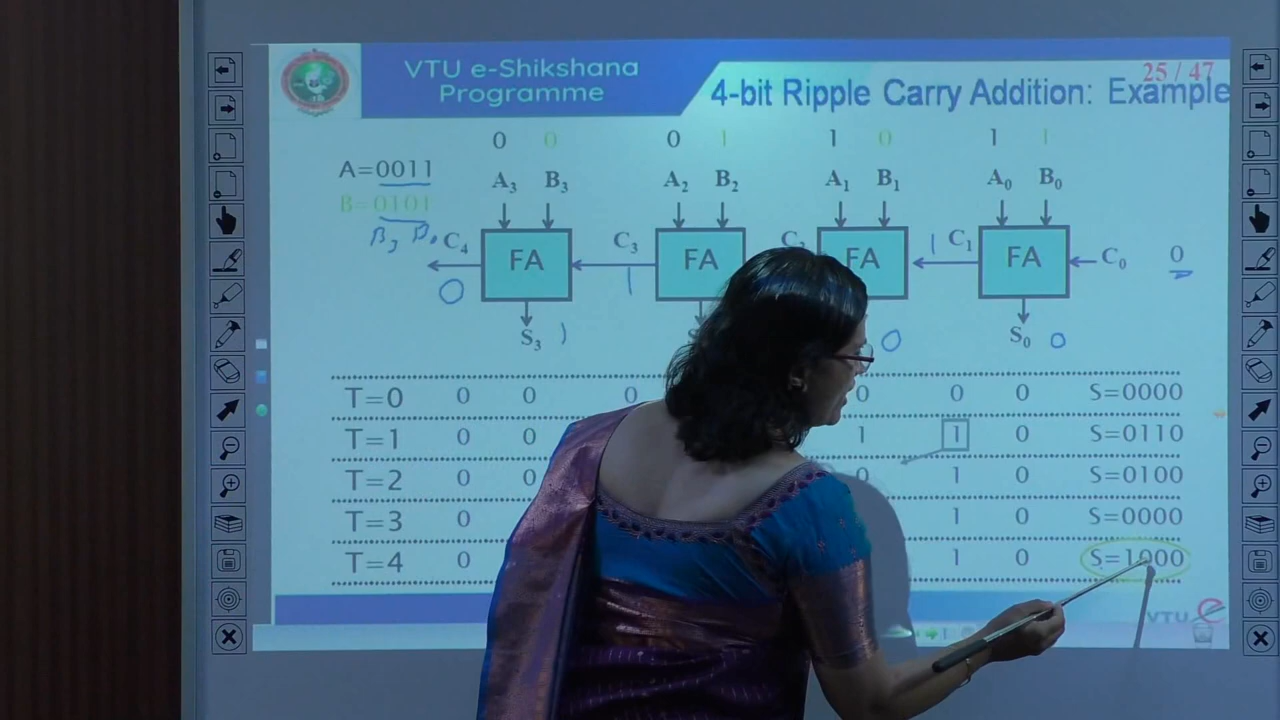 VTU e-Shikshana
Programme
25 / 47
4-bit Ripple Carry Addition: Example
0 0 0 1 1 0 1 1
A=0011
B=0101
A3 B3 A2 B2 A1 B1 A0 B0
B3 B0
C4 FA C3 FA FA 1 C1 FA C0 0
0 1
S3 1 0 S0 0
T=0 0 0 0 0 0 0 S=0000
T=1 0 0 1 1 0 S=0110
T=2 0 0 0 1 0 S=0100
T=3 0 1 0 S=0000
T=4 0 1 0 S=1000
VTU e